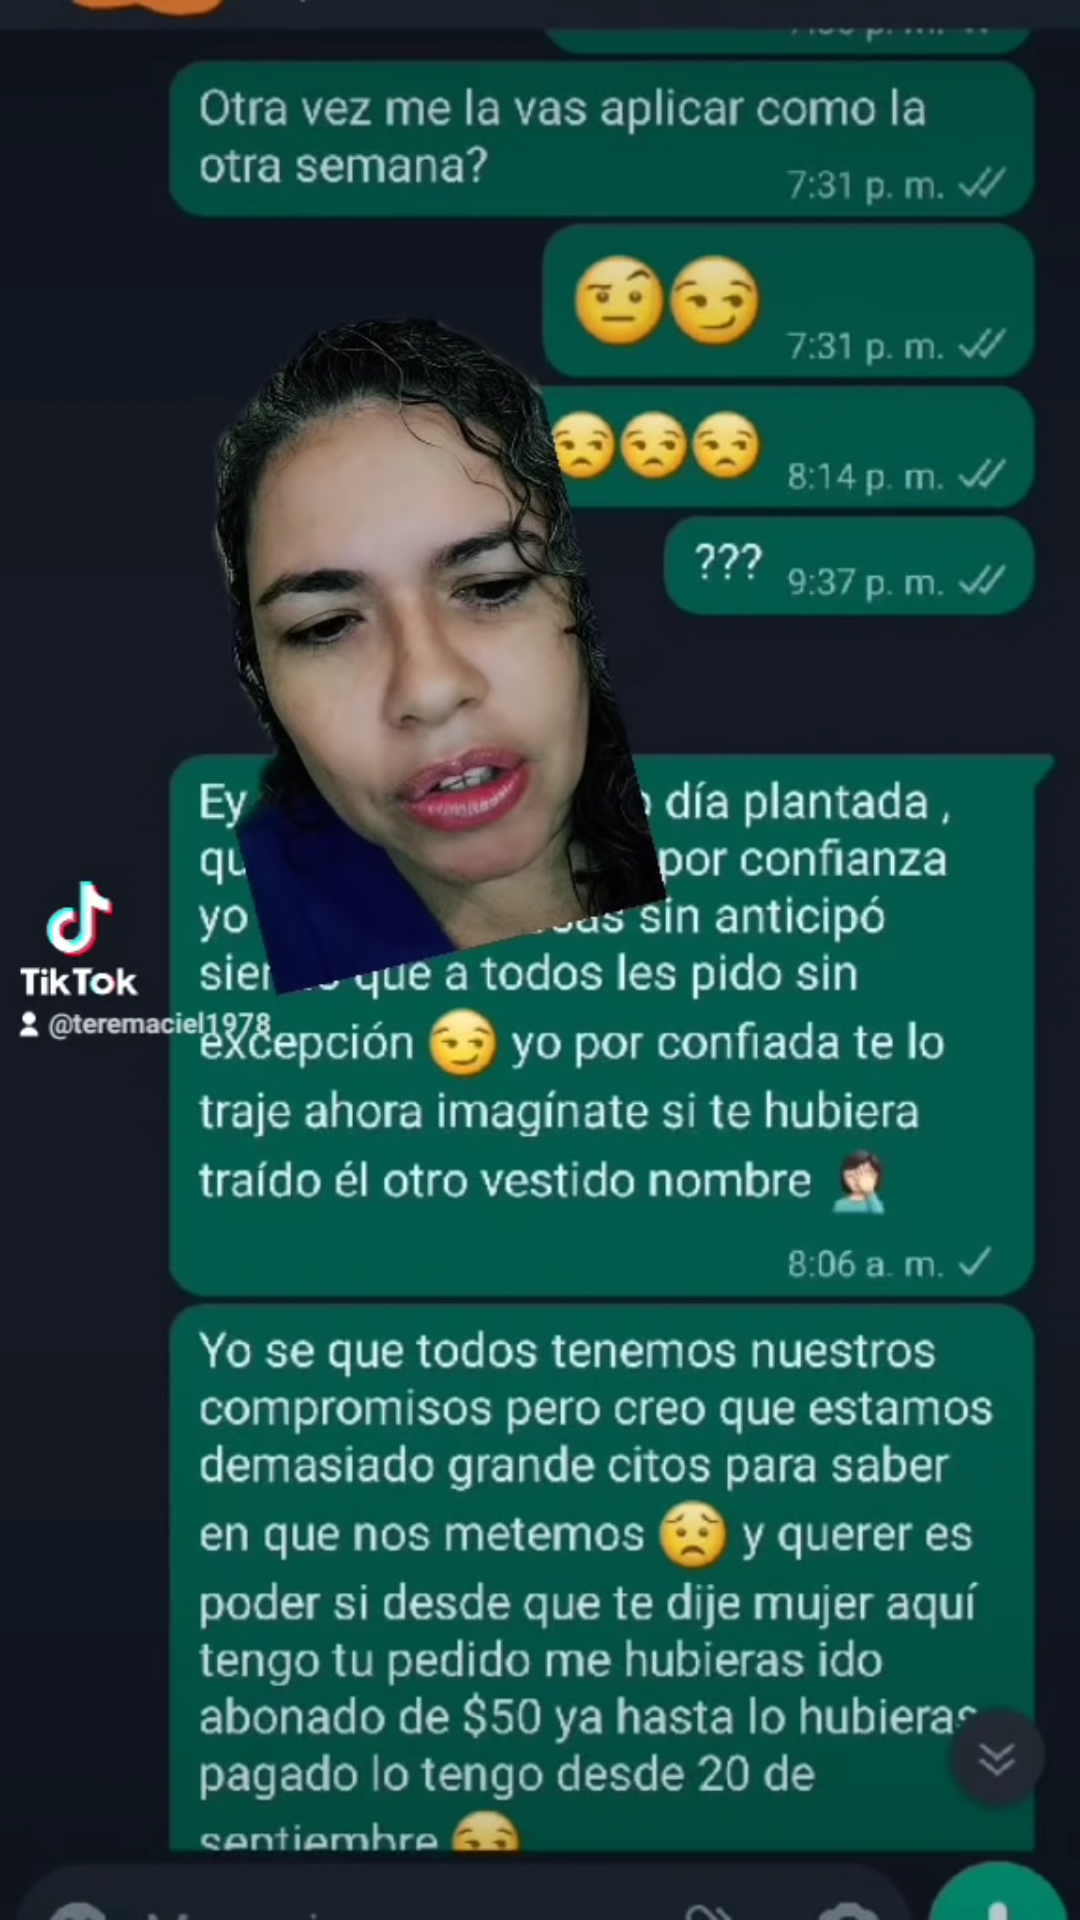 Otra vez me la vas aplicar como la
otra semana?
7:31 p. m.
7:31 p. m.
8:14 p. m.
???
9:37 p. m.
Ey día plantada ,
por confianza
yo sin anticipó
que a todos les pido sin
excepción 😏 yo por confiada te lo
traje ahora imagínate si te hubiera
traído él otro vestido nombre 🤦🏻‍♀️
8:06 a. m.
TikTok
@teremaciel1978
Yo se que todos tenemos nuestros
compromisos pero creo que estamos
demasiado grande citos para saber
en que nos metemos 😟 y querer es
poder si desde que te dije mujer aquí
tengo tu pedido me hubieras ido
abonado de $50 ya hasta lo hubieras
pagado lo tengo desde 20 de
septiembre